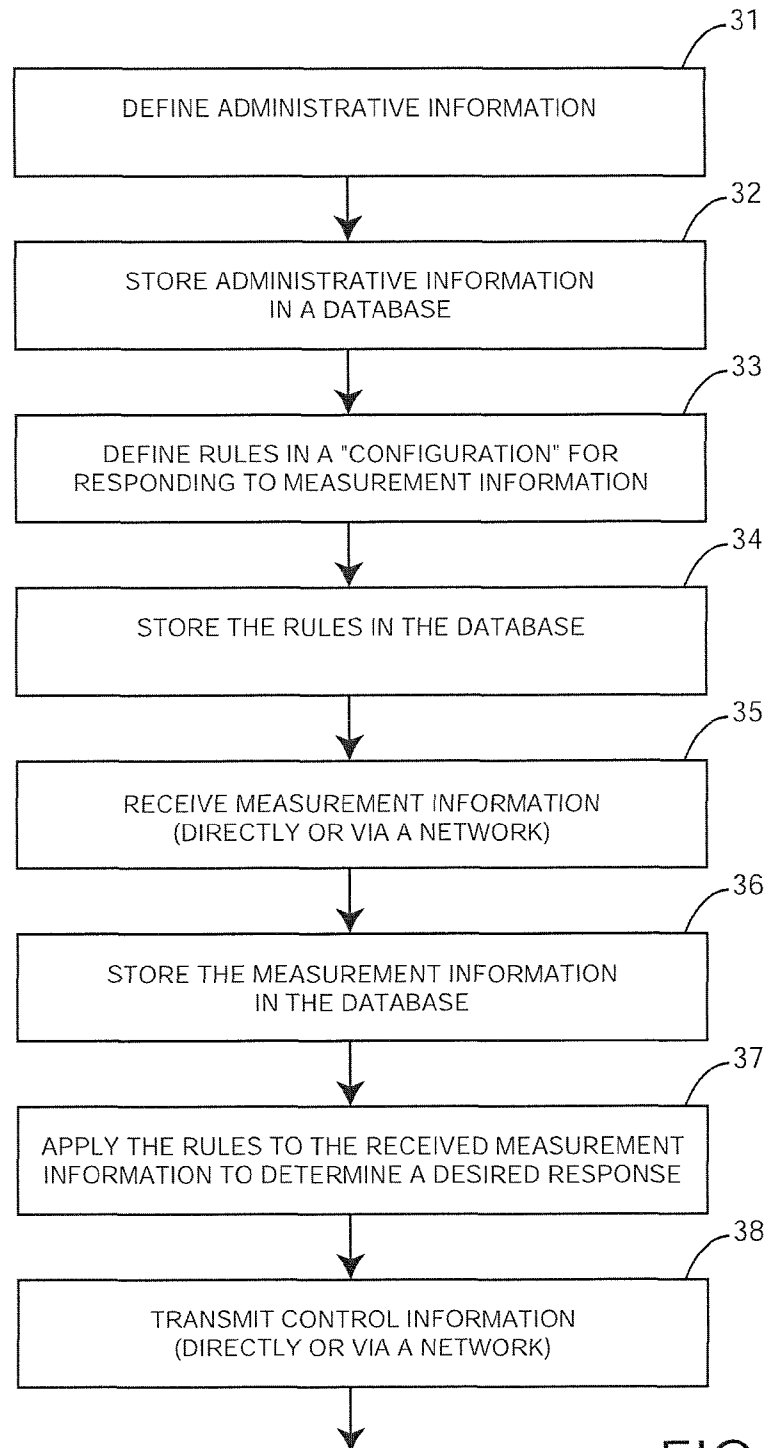 31
DEFINE ADMINISTRATIVE INFORMATION
32
STORE ADMINISTRATIVE INFORMATION
IN A DATABASE
33
DEFINE RULES IN A "CONFIGURATION" FOR
RESPONDING TO MEASUREMENT INFORMATION
34
STORE THE RULES IN THE DATABASE
35
RECEIVE MEASUREMENT INFORMATION
(DIRECTLY OR VIA A NETWORK)
36
STORE THE MEASUREMENT INFORMATION
IN THE DATABASE
37
APPLY THE RULES TO THE RECEIVED MEASUREMENT
INFORMATION TO DETERMINE A DESIRED RESPONSE
38
TRANSMIT CONTROL INFORMATION
(DIRECTLY OR VIA A NETWORK)